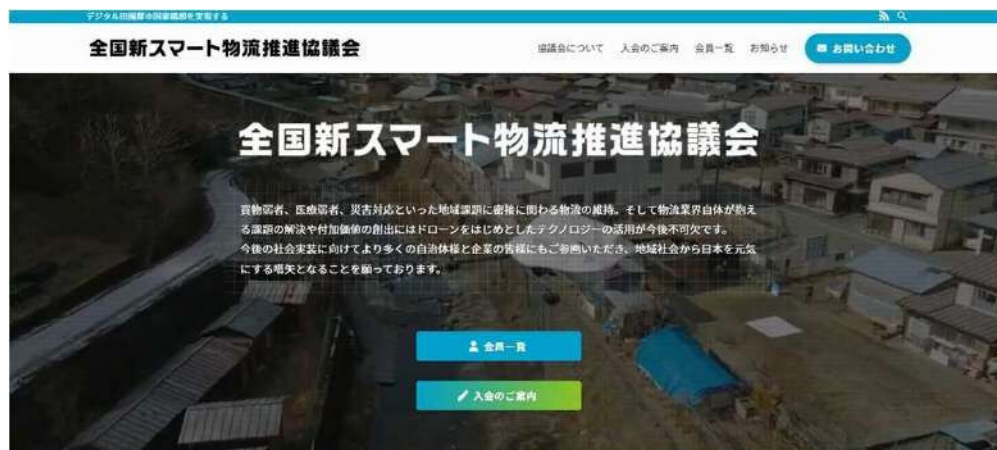 デジタル田園都市国家構想を実現する
全国新スマート物流推進協議会
協議会について 入会のご案内 会員一覧 お知らせ お問い合わせ
全国新スマート物流推進協議会
買物弱者、医療弱者、災害対応といった地域課題に密接に関わる物流の維持。そして物流業界自体が抱え
る課題の解決や付加価値の創出にはドローンをはじめとしたテクノロジーの活用が今後不可欠です。
今後の社会実装に向けてより多くの自治体様と企業の皆様にもご参画いただき、地域社会から日本を元気
にする嚆矢となることを願っております。
会員一覧
入会のご案内